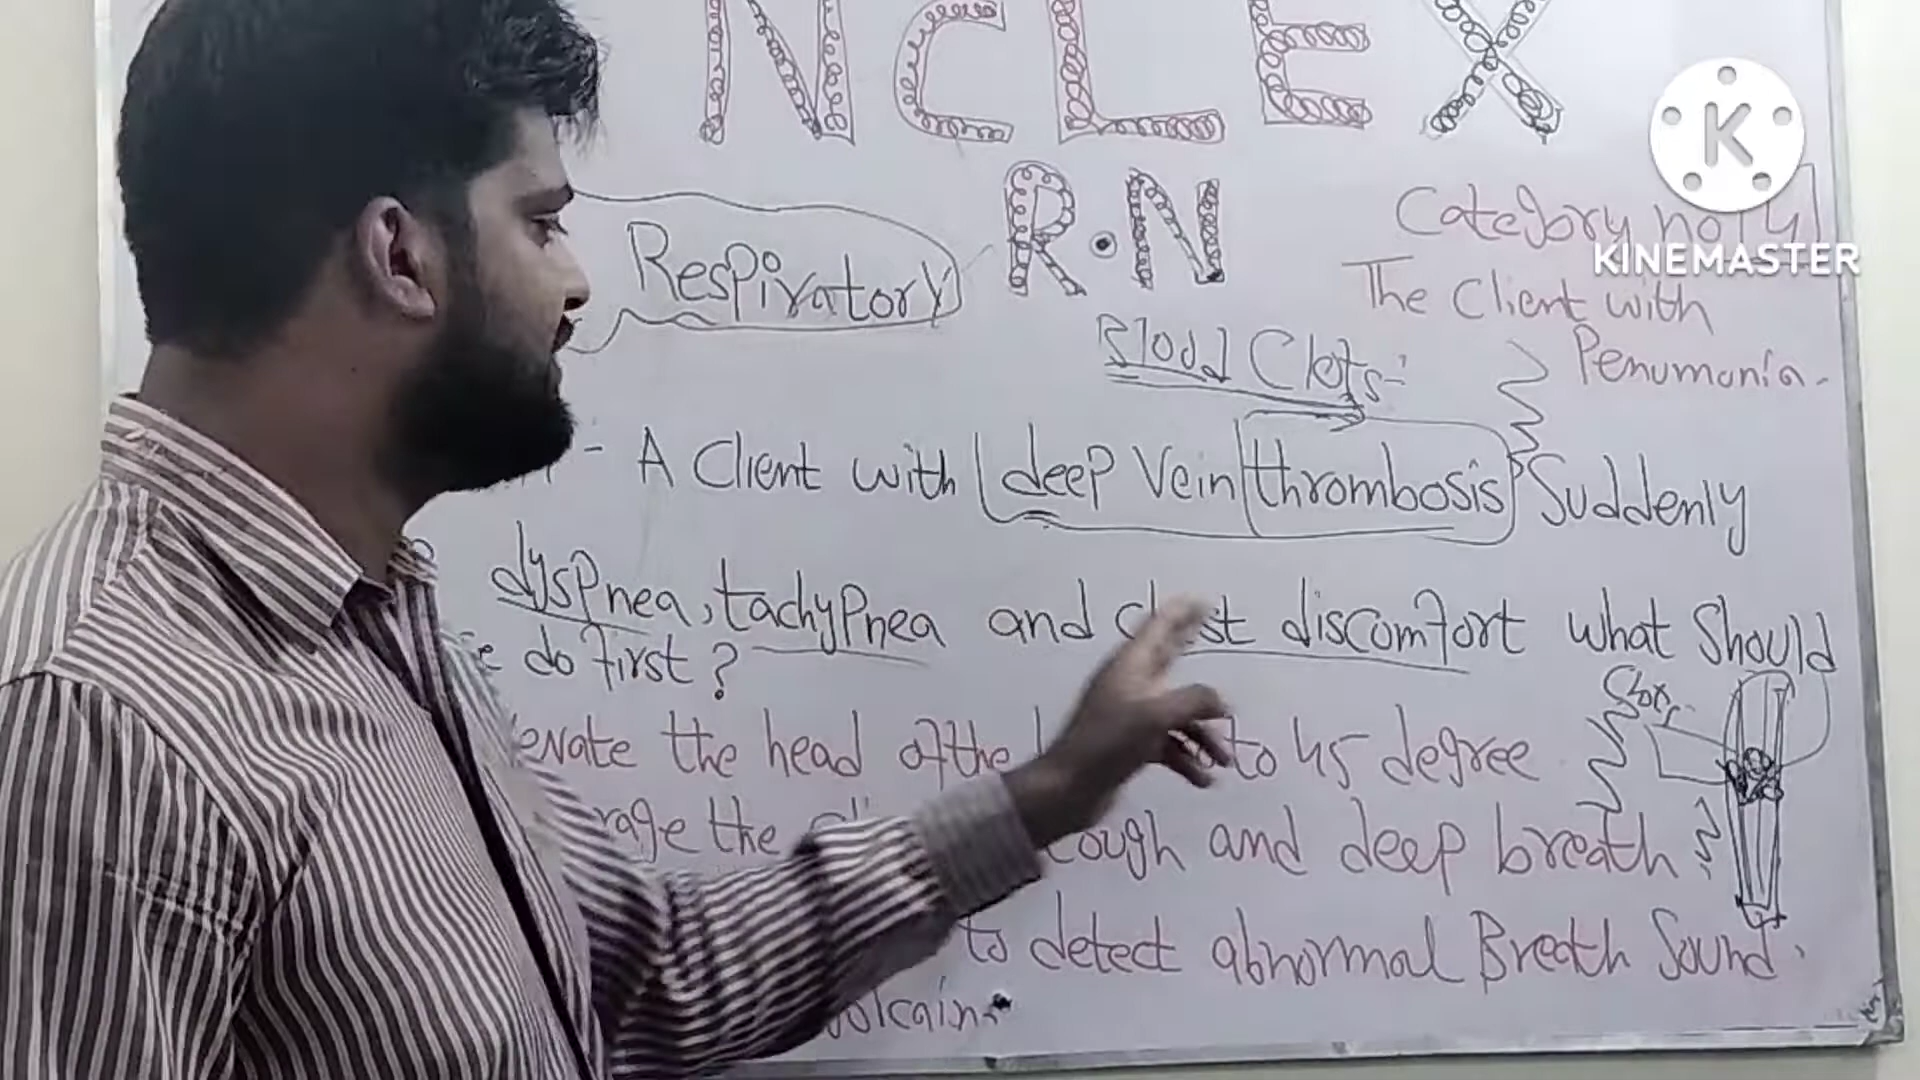 NCLEX
R.N
K
KINEMASTER
Category no
Respiratory
The Client with
Penumonia.
Blood Clots:-
A Client with deep Vein thrombosis Suddenly
dyspnea, tachypnea and chest discomfort what Should
do first?
the head of the to 45 degree
the cough and deep breath
to detect abnormal Breath Sound.